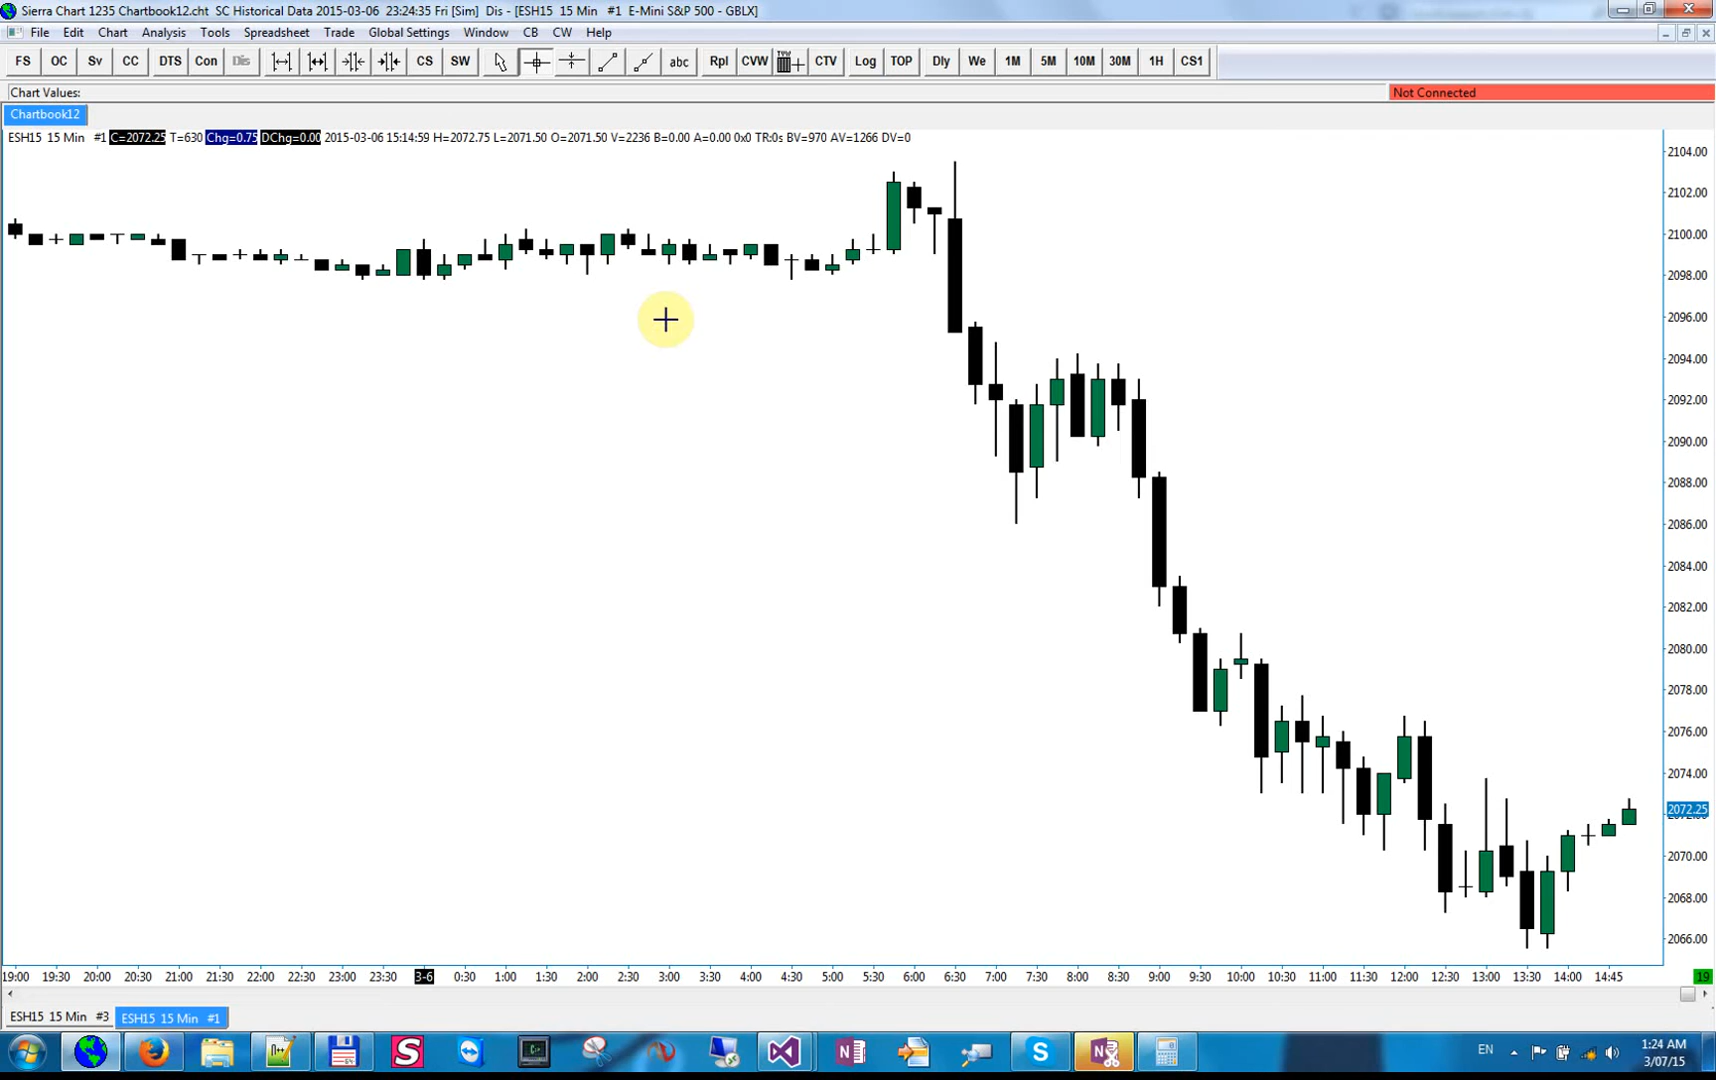 Sierra Chart 1235 Chartbook12.cht  SC Historical Data 2015-03-06  23:24:35 Fri [Sim]  Dis - [ESH15  15 Min  #1  E-Mini S&P 500 - GBLX]
File Edit Chart Analysis Tools Spreadsheet Trade Global Settings Window CB CW Help
FS OC Sv CC DTS Con Dis CS SW abc Rpl CVW CTV Log TOP Dly We 1M 5M 10M 30M 1H CS1
Chart Values: Not Connected
Chartbook12
ESH15  15 Min  #1 C=2072.25 T=630 Chg=0.75 DChg=0.00 2015-03-06 15:14:59 H=2072.75 L=2071.50 O=2071.50 V=2236 B=0.00 A=0.00 0x0 TR:0s BV=970 AV=1266 DV=0
2104.00
2102.00
2100.00
2098.00
2096.00
2094.00
2092.00
2090.00
2088.00
2086.00
2084.00
2082.00
2080.00
2078.00
2076.00
2074.00
2072.25
2070.00
2068.00
2066.00
19:00 19:30 20:00 20:30 21:00 21:30 22:00 22:30 23:00 23:30 3-6 0:30 1:00 1:30 2:00 2:30 3:00 3:30 4:00 4:30 5:00 5:30 6:00 6:30 7:00 7:30 8:00 8:30 9:00 9:30 10:00 10:30 11:00 11:30 12:00 12:30 13:00 13:30 14:00 14:45 19
ESH15  15 Min  #3 ESH15  15 Min  #1
EN 1:24 AM
3/07/15